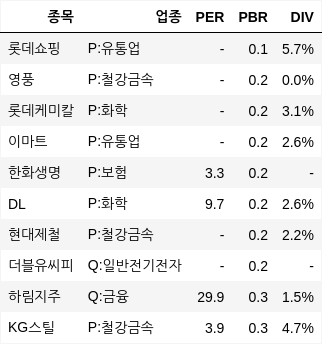 종목 업종 PER PBR DIV
롯데쇼핑 P:유통업 - 0.1 5.7%
영풍 P:철강금속 - 0.2 0.0%
롯데케미칼 P:화학 - 0.2 3.1%
이마트 P:유통업 - 0.2 2.6%
한화생명 P:보험 3.3 0.2 -
DL P:화학 9.7 0.2 2.6%
현대제철 P:철강금속 - 0.2 2.2%
더블유씨피 Q:일반전기전자 - 0.2 -
하림지주 Q:금융 29.9 0.3 1.5%
KG스틸 P:철강금속 3.9 0.3 4.7%